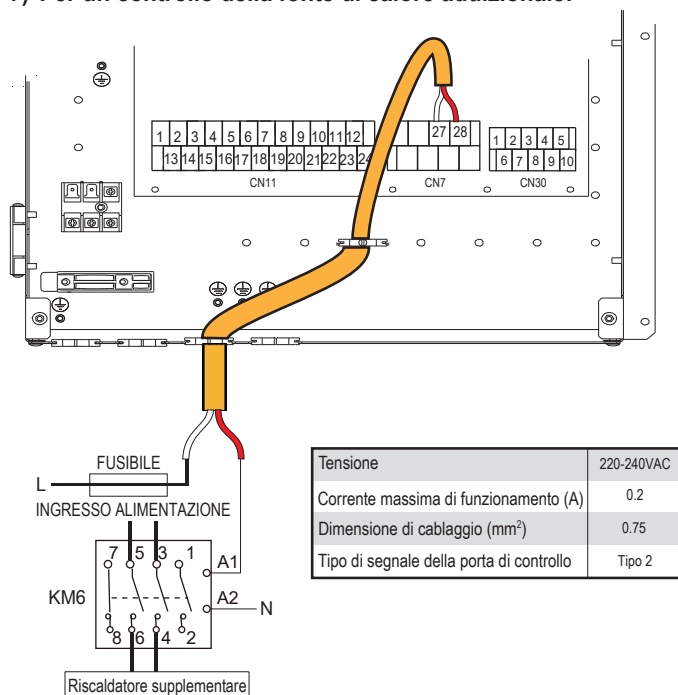 7) Per un controllo della fonte di calore addizionale:
27 28
1 2 3 4 5 6 7 8 9 10 11 12
1 2 3 4 5
13 14 15 16 17 18 19 20 21 22 23 24
6 7 8 9 10
CN11 CN7 CN30
FUSIBILE
L
INGRESSO ALIMENTAZIONE
7 5 3 1
A1
KM6
A2
N
8 6 4 2
Riscaldatore supplementare
Tensione 220-240VAC
Corrente massima di funzionamento (A) 0.2
Dimensione di cablaggio (mm²) 0.75
Tipo di segnale della porta di controllo Tipo 2